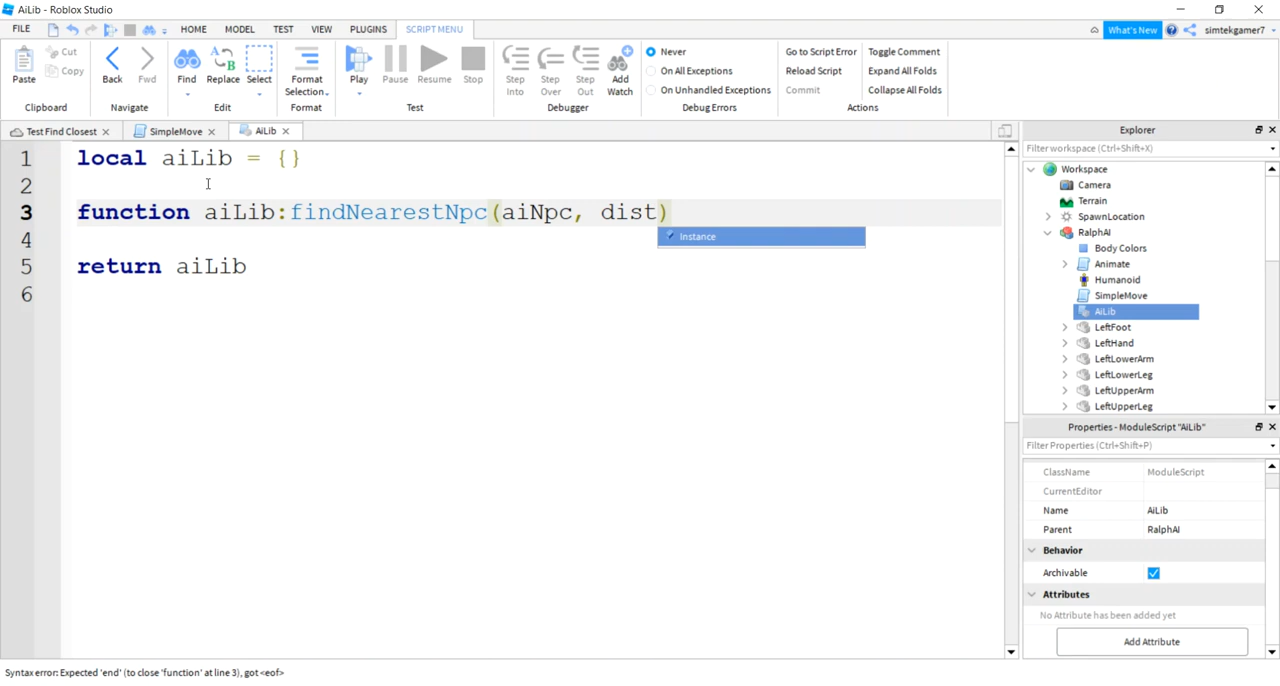 AiLib - Roblox Studio
FILE HOME MODEL TEST VIEW PLUGINS SCRIPT MENU What's New simtekgamer7
Paste Cut Copy Clipboard
Back Fwd Navigate
Find Replace Select Edit
Format Selection Format
Play Pause Resume Stop Test
Step Into Step Over Step Out Add Watch Debugger
Never On All Exceptions On Unhandled Exceptions Debug Errors
Go to Script Error Toggle Comment
Reload Script Expand All Folds
Commit Collapse All Folds
Actions
Test Find Closest SimpleMove AiLib
1 local aiLib = {}
2
3 function aiLib:findNearestNpc(aiNpc, dist)
Instance
4
5 return aiLib
6
Explorer
Filter workspace (Ctrl+Shift+X)
Workspace
Camera
Terrain
SpawnLocation
RalphAI
Body Colors
Animate
Humanoid
SimpleMove
AiLib
LeftFoot
LeftHand
LeftLowerArm
LeftLowerLeg
LeftUpperArm
LeftUpperLeg
Properties - ModuleScript "AiLib"
Filter Properties (Ctrl+Shift+P)
ClassName ModuleScript
CurrentEditor
Name AiLib
Parent RalphAI
Behavior
Archivable
Attributes
No Attribute has been added yet
Add Attribute
Syntax error: Expected 'end' (to close 'function' at line 3), got <eof>